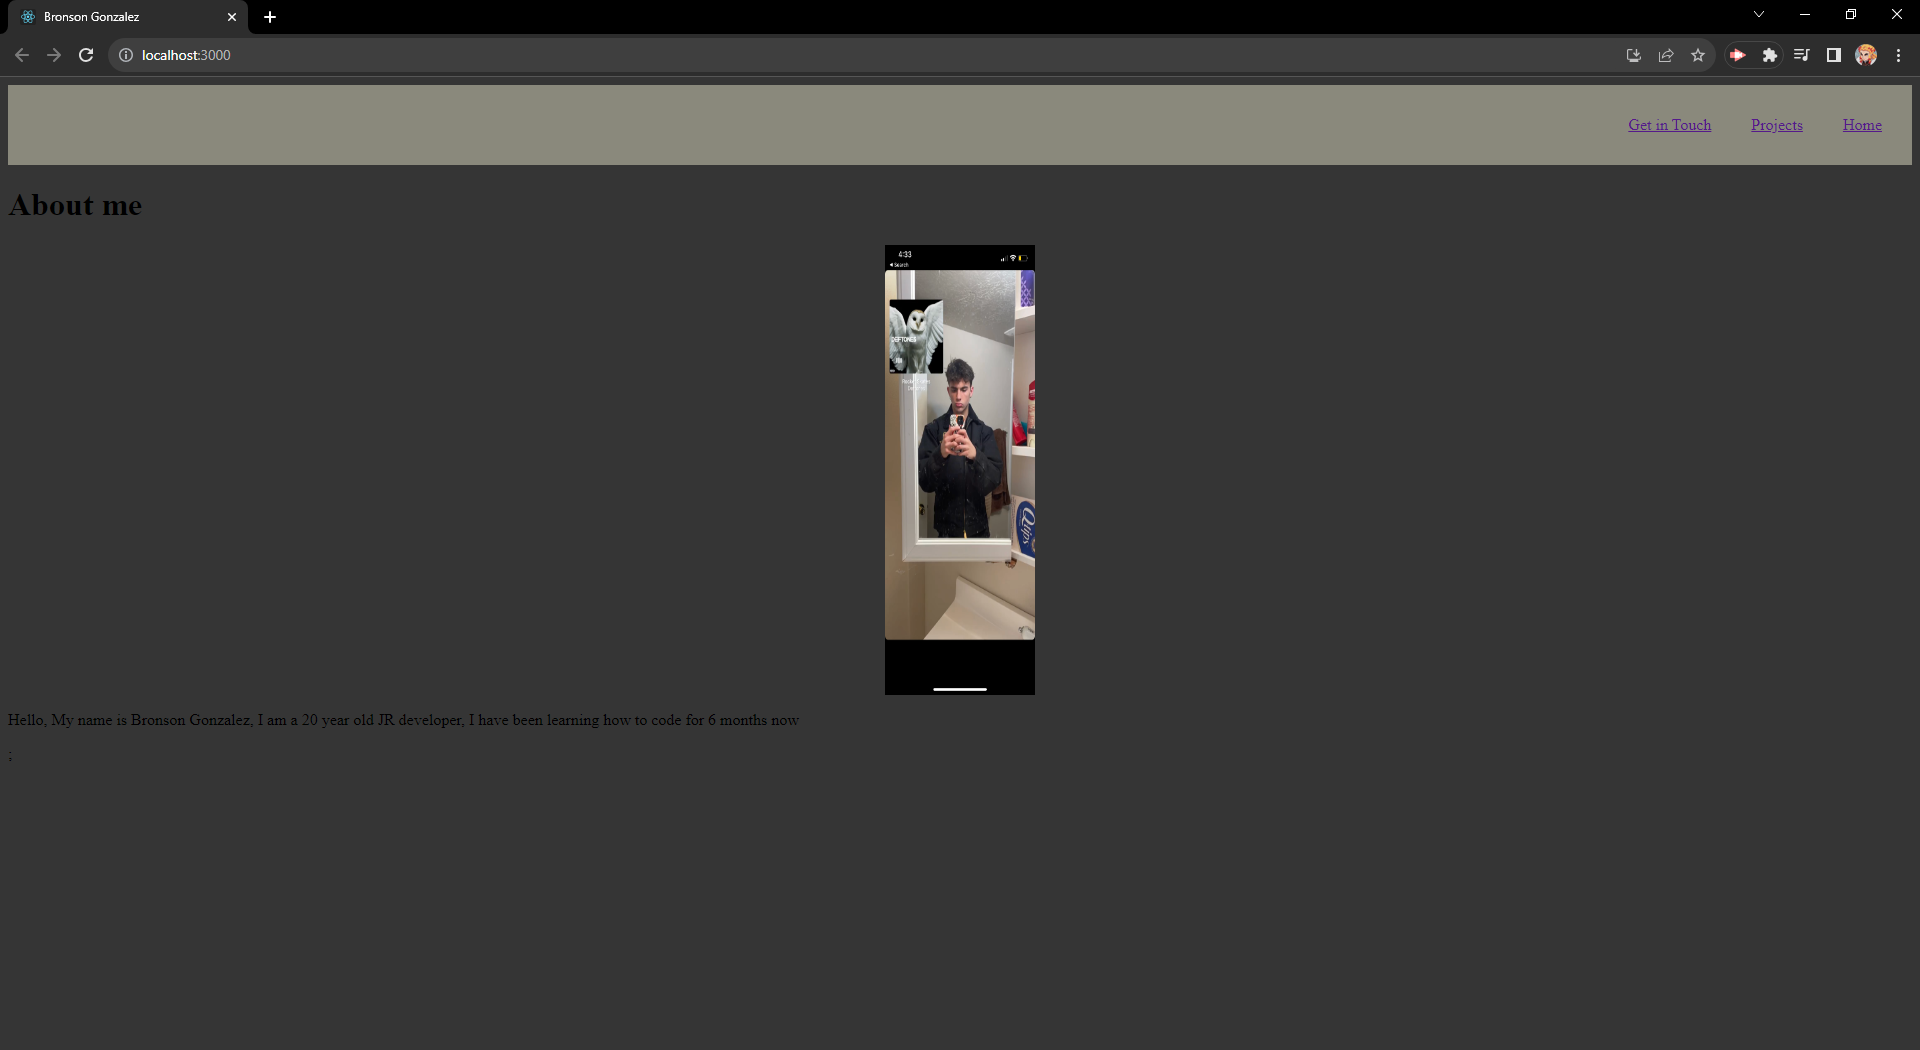 Bronson Gonzalez
localhost:3000
Get in Touch Projects Home
About me
4:33
Search
DEFTONES
Qtips
Hello, My name is Bronson Gonzalez, I am a 20 year old JR developer, I have been learning how to code for 6 months now
;